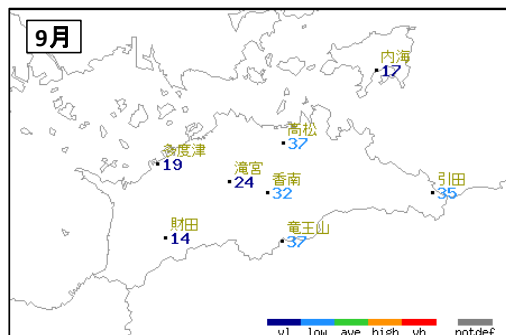 9月
内海
17
高松
37
多度津
19
滝宮
24
香南
32
引田
35
財田
14
竜王山
37
vl low ave high vh notdef